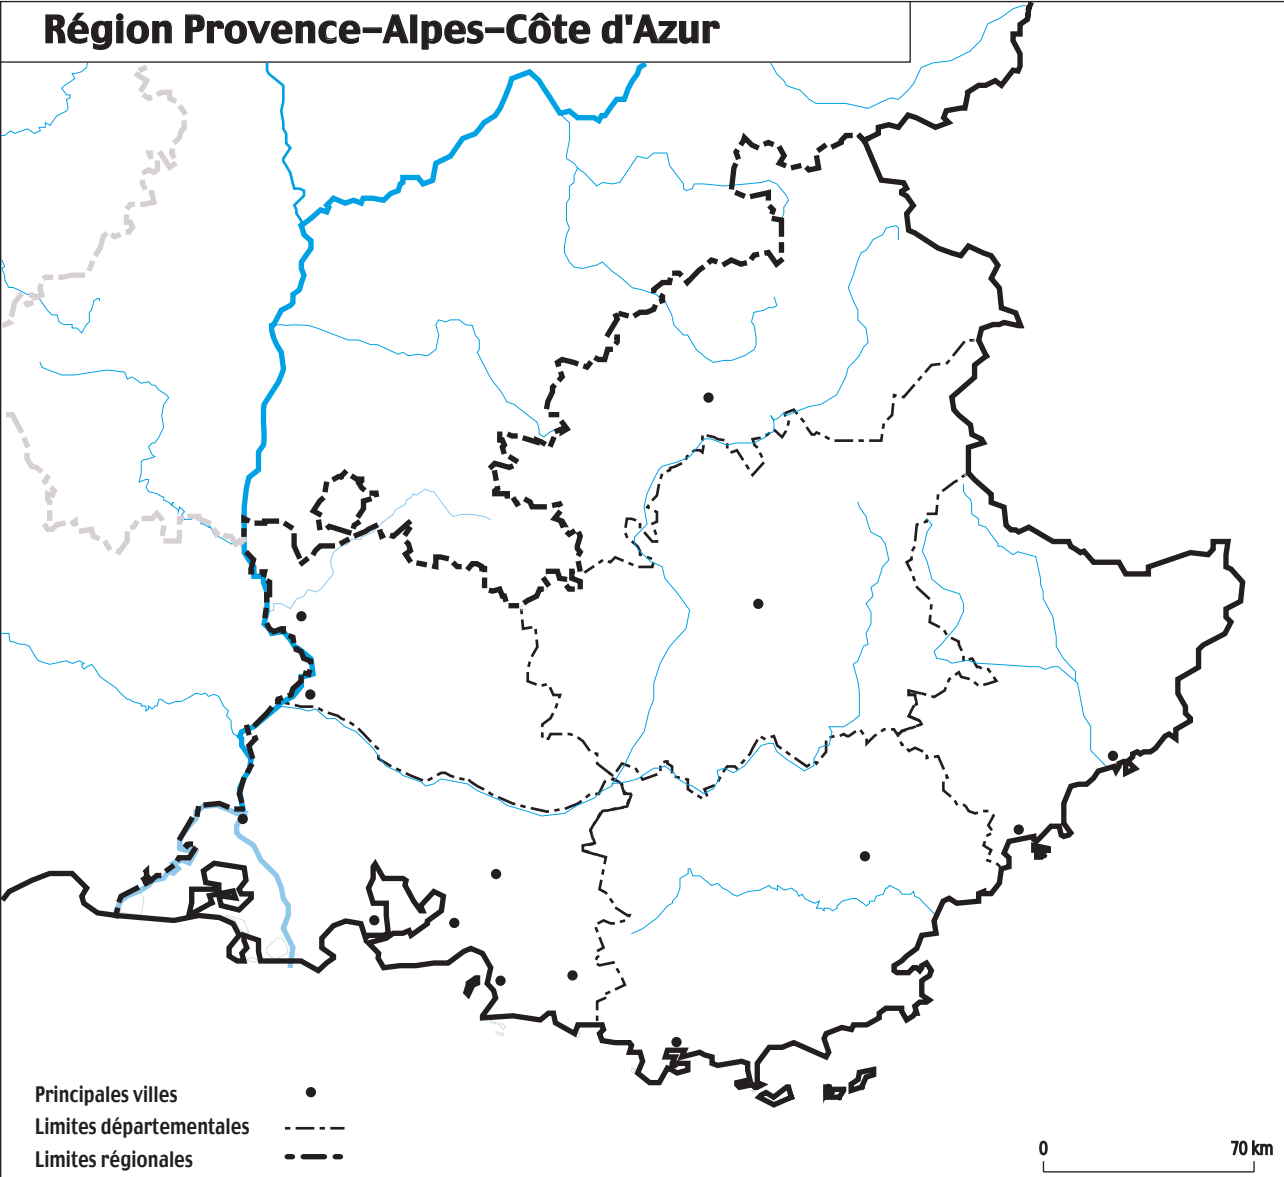 Région Provence-Alpes-Côte d'Azur
Principales villes
Limites départementales
Limites régionales
0 70 km